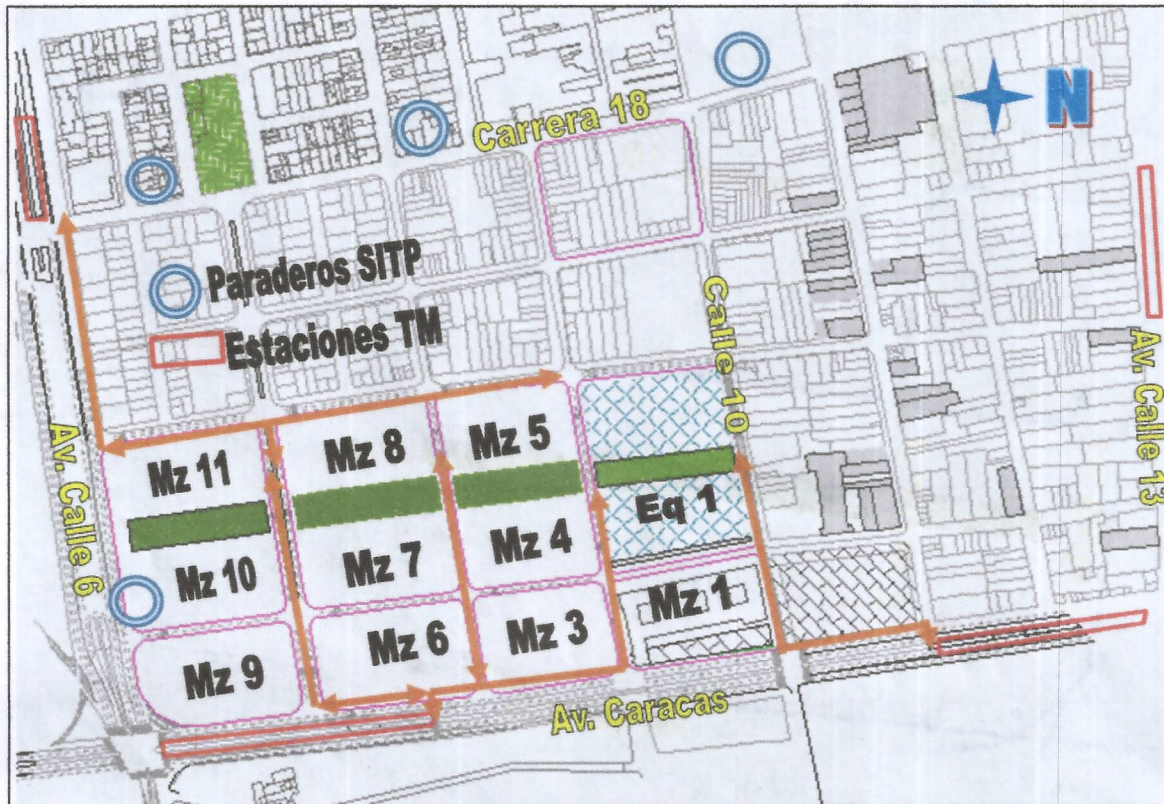 Carrera 18
N
Paraderos SITP
Estaciones TM
Calle 10
Av. Calle 13
Av. Calle 6
Mz 11
Mz 8
Mz 5
Eq 1
Mz 10
Mz 7
Mz 4
Mz 1
Mz 9
Mz 6
Mz 3
Av. Caracas